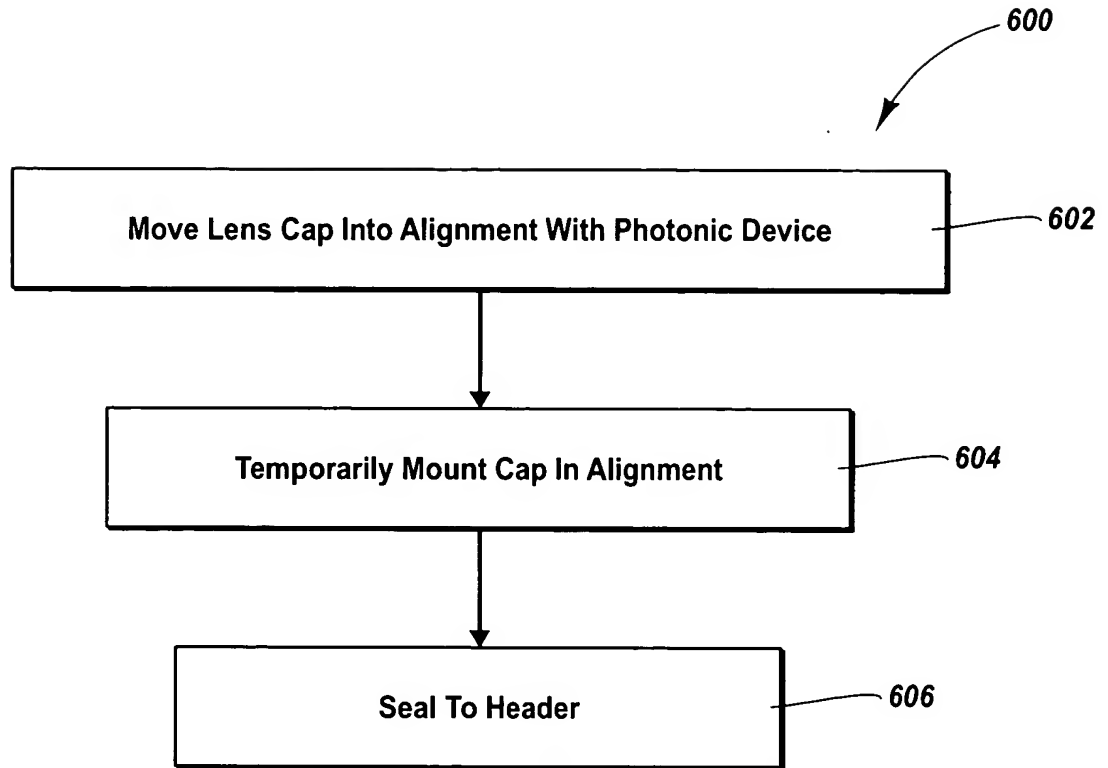 600
Move Lens Cap Into Alignment With Photonic Device
602
Temporarily Mount Cap In Alignment
604
Seal To Header
606